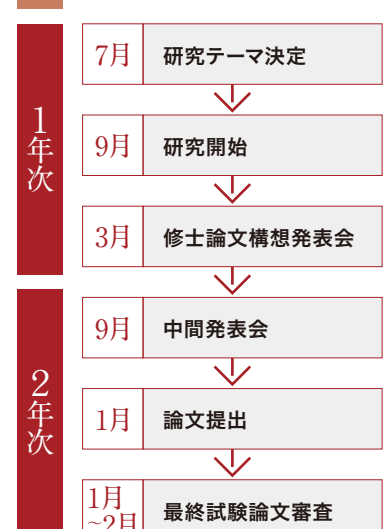 1年次
7月 研究テーマ決定
9月 研究開始
3月 修士論文構想発表会
2年次
9月 中間発表会
1月 論文提出
1月
~2月 最終試験論文審査